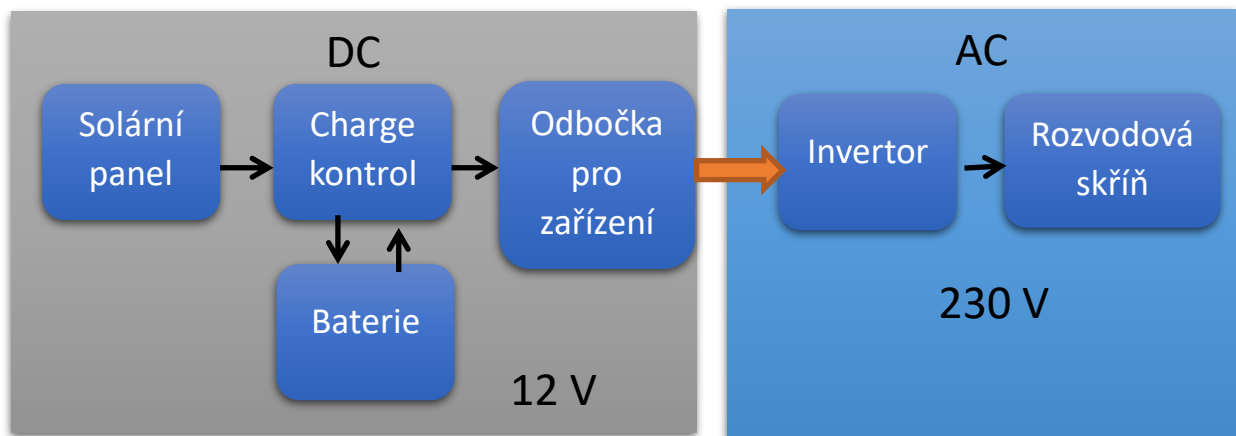 DC
Solární
panel
Charge
kontrol
Odbočka
pro
zařízení
Baterie
12 V
AC
Invertor
Rozvodová
skříň
230 V